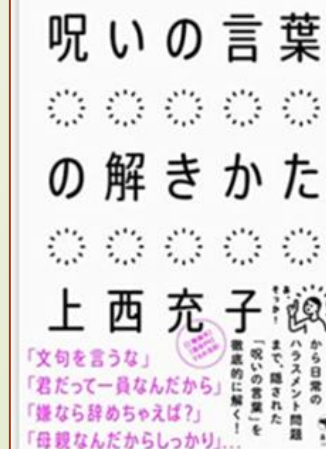 呪いの言葉
の解きかた
上西充子
あ、
そっか!
から日常の
ハラスメント問題
まで、隠された
「呪いの言葉」を
徹底的に解く!
「文句を言うな」
「君だって一員なんだから」
「嫌なら辞めちゃえば?」
「母親なんだからしっかり」…